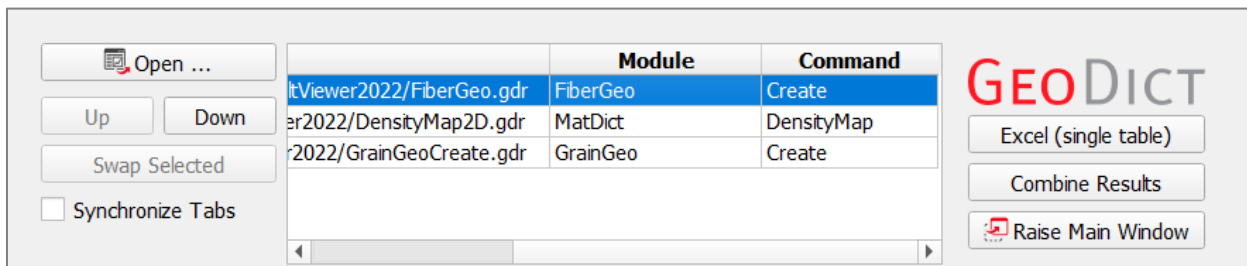 Open ...
Up
Down
Swap Selected
Synchronize Tabs
Module
Command
ltViewer2022/FiberGeo.gdr FiberGeo Create
er2022/DensityMap2D.gdr MatDict DensityMap
r2022/GrainGeoCreate.gdr GrainGeo Create
GEODICT
Excel (single table)
Combine Results
Raise Main Window